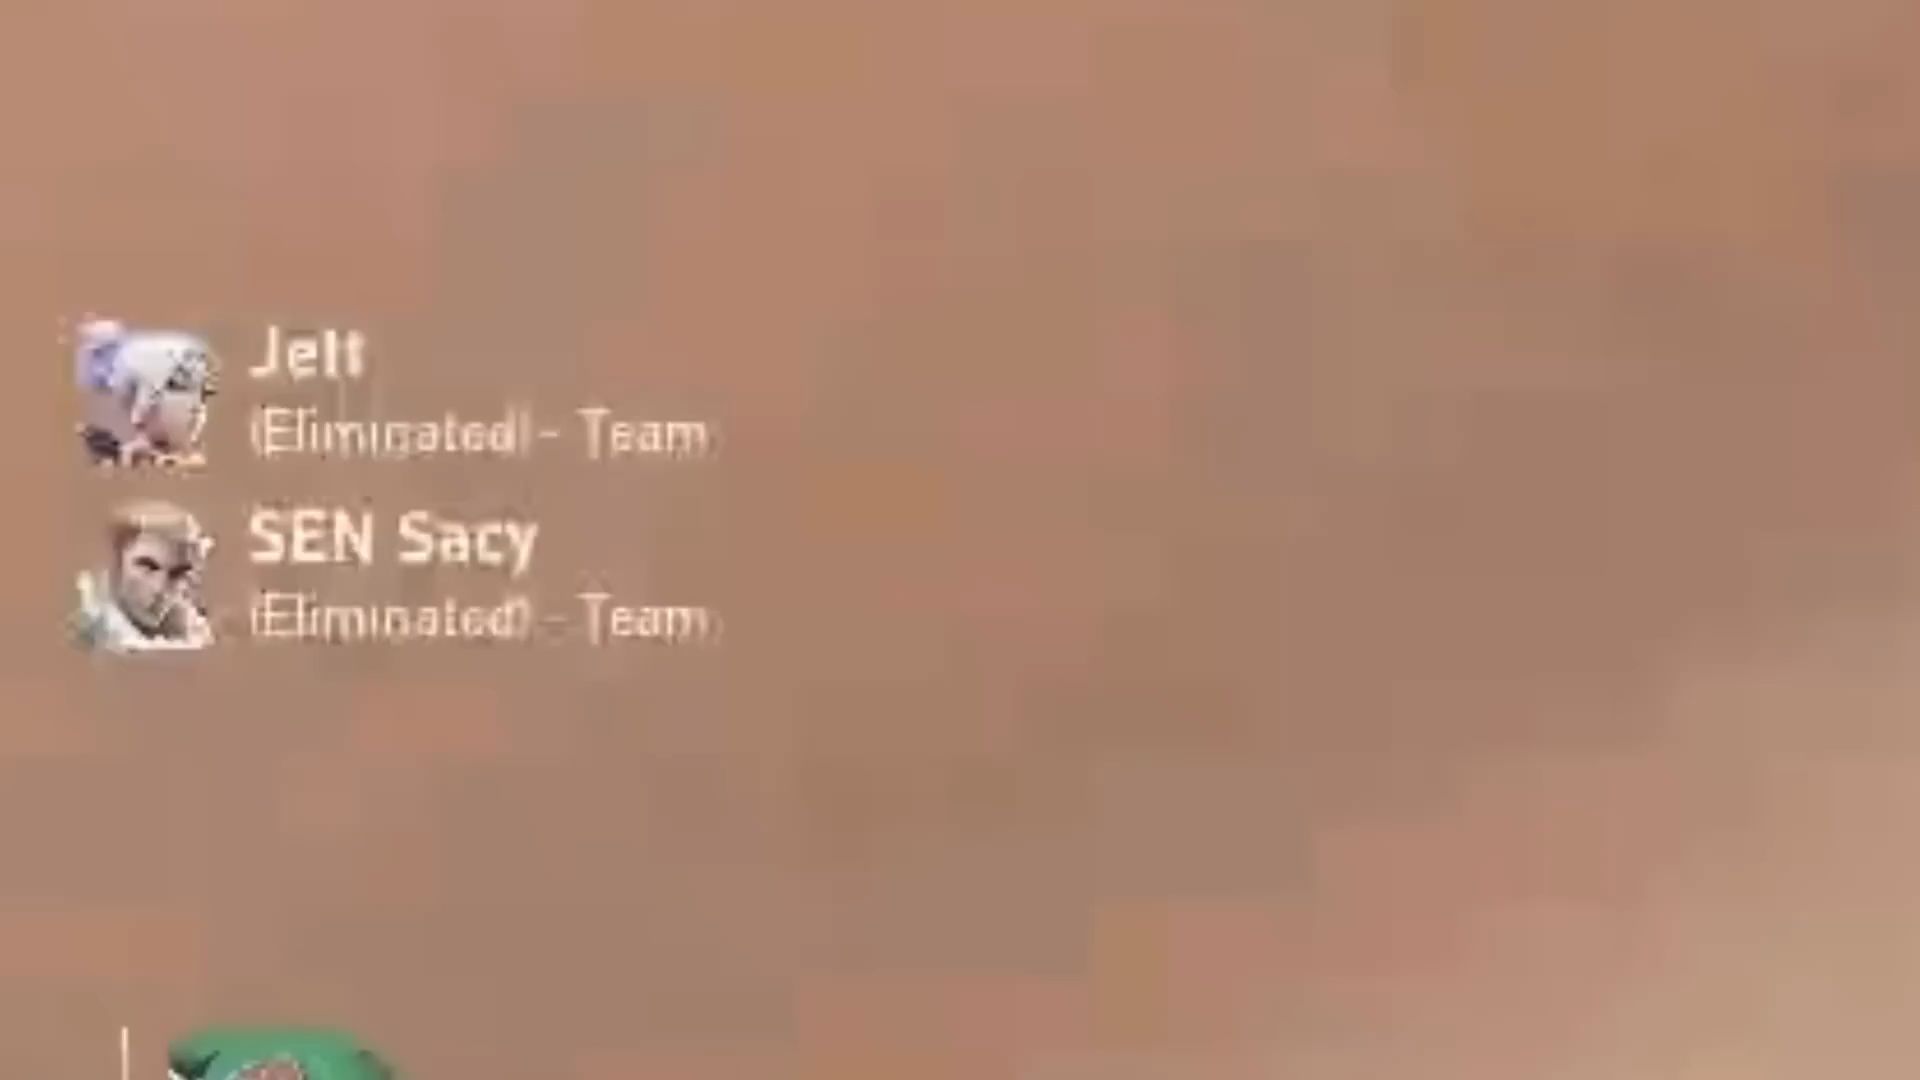 Jett
(Eliminated) - Team
SEN Sacy
(Eliminated) - Team